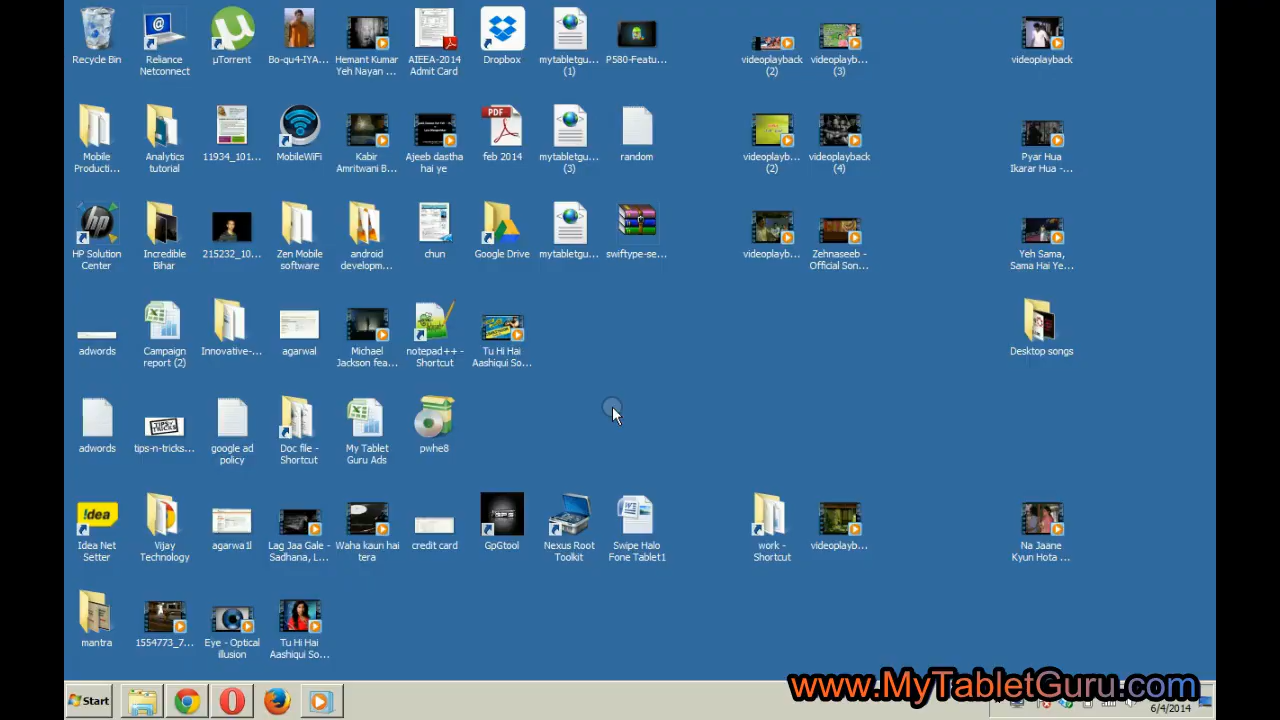 Recycle Bin
Reliance Netconnect
µTorrent
Bo-qu4-IYA...
Hemant Kumar Yeh Nayan ...
AIEEA-2014 Admit Card
Dropbox
mytabletgu... (1)
P580-Featu...
videoplayback (2)
videoplayb... (3)
videoplayback
Mobile Producti...
Analytics tutorial
11934_101...
MobileWiFi
Kabir Amritwani B...
Ajeeb dastha hai ye
PDF
feb 2014
mytabletgu... (3)
random
videoplayb... (2)
videoplayback (4)
Pyar Hua Ikarar Hua -...
hp
HP Solution Center
Incredible Bihar
215232_10...
Zen Mobile software
android developm...
chun
Google Drive
mytabletgu...
swiftype-se...
videoplayb...
Zehnaseeb - Official Son...
Yeh Sama, Sama Hai Ye...
adwords
Campaign report (2)
Innovative-...
agarwal
Michael Jackson fea...
notepad++ - Shortcut
Tu Hi Hai Aashiqui So...
Desktop songs
adwords
TIPS TRICKS
tips-n-tricks...
google ad policy
Doc file - Shortcut
My Tablet Guru Ads
pwhe8
!dea
Idea Net Setter
Vijay Technology
agarwa1l
Lag Jaa Gale - Sadhana, L...
Waha kaun hai tera
credit card
GpGtool
Nexus Root Toolkit
Swipe Halo Fone Tablet1
work - Shortcut
videoplayb...
Na Jaane Kyun Hota ...
mantra
1554773_7...
Eye - Optical illusion
Tu Hi Hai Aashiqui So...
www.MyTabletGuru.com
Start
6/4/2014